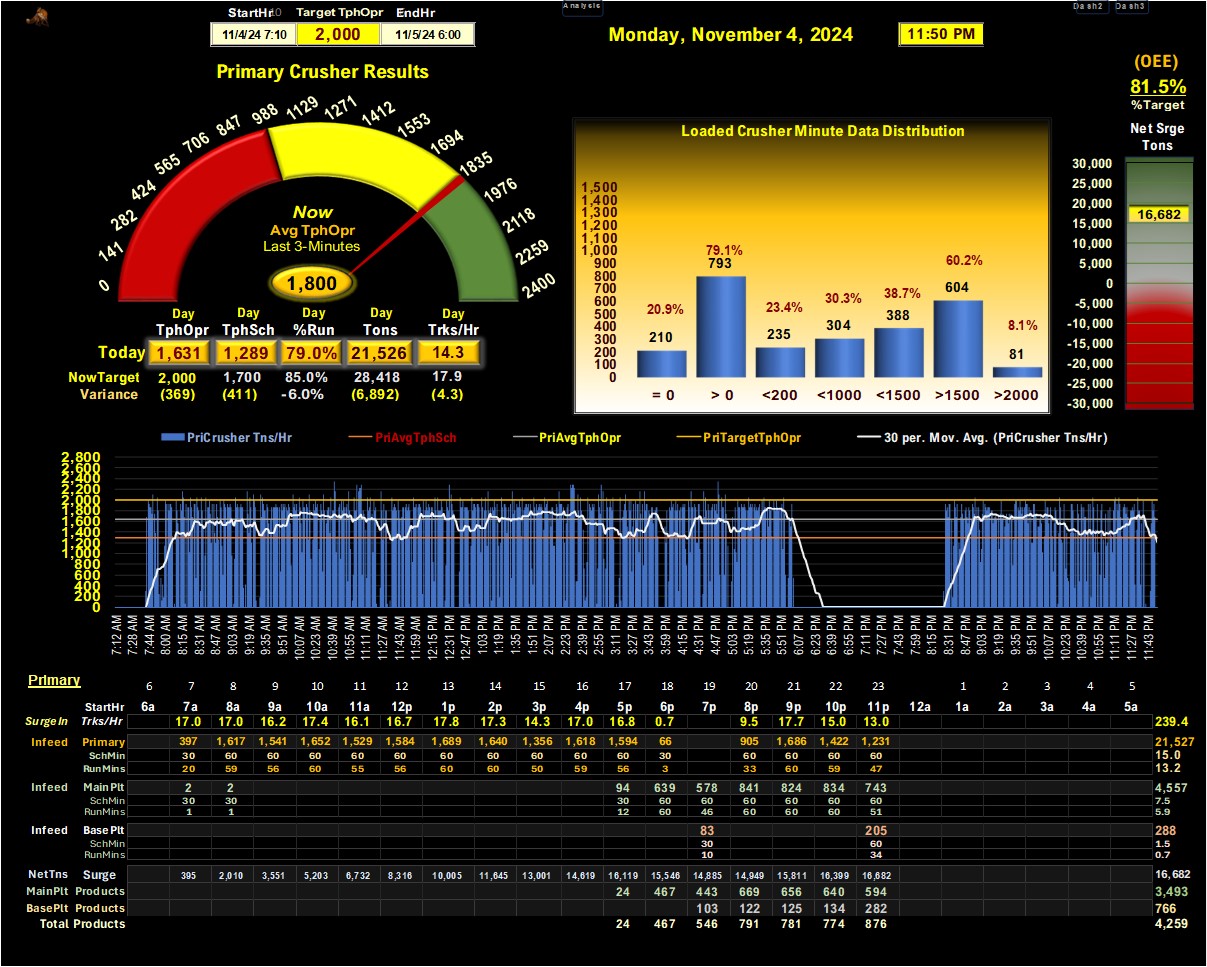 StartHr Target TphOpr EndHr
11/4/24 7:10 2,000 11/5/24 6:00
Analysis
Dash2 Dash3
Monday, November 4, 2024
11:50 PM
(OEE)
81.5%
%Target
Primary Crusher Results
0 141 282 424 565 706 847 988 1129 1271 1412 1553 1694 1835 1976 2118 2259 2400
Now
Avg TphOpr
Last 3-Minutes
1,800
Day Day Day Day Day
TphOpr TphSch %Run Tons Trks/Hr
Today 1,631 1,289 79.0% 21,526 14.3
NowTarget 2,000 1,700 85.0% 28,418 17.9
Variance (369) (411) -6.0% (6,892) (4.3)
Loaded Crusher Minute Data Distribution
1,500
1,400
1,300
1,200
1,100
1,000
900
800
700
600
500
400
300
200
100
0
20.9% 79.1% 23.4% 30.3% 38.7% 60.2% 8.1%
210 793 235 304 388 604 81
= 0 > 0 <200 <1000 <1500 >1500 >2000
Net Srge
Tons
30,000
25,000
20,000
16,682
15,000
10,000
5,000
0
-5,000
-10,000
-15,000
-20,000
-25,000
-30,000
PriCrusher Tns/Hr PriAvgTphSch PriAvgTphOpr PriTargetTphOpr 30 per. Mov. Avg. (PriCrusher Tns/Hr)
2,800
2,600
2,400
2,200
2,000
1,800
1,600
1,400
1,200
1,000
800
600
400
200
0
7:12 AM 7:28 AM 7:44 AM 8:00 AM 8:15 AM 8:31 AM 8:47 AM 9:03 AM 9:19 AM 9:35 AM 9:51 AM 10:07 AM 10:23 AM 10:39 AM 10:55 AM 11:11 AM 11:27 AM 11:43 AM 11:59 AM 12:15 PM 12:31 PM 12:47 PM 1:03 PM 1:19 PM 1:35 PM 1:51 PM 2:07 PM 2:23 PM 2:39 PM 2:55 PM 3:11 PM 3:27 PM 3:43 PM 3:59 PM 4:15 PM 4:31 PM 4:47 PM 5:03 PM 5:19 PM 5:35 PM 5:51 PM 6:07 PM 6:23 PM 6:39 PM 6:55 PM 7:11 PM 7:27 PM 7:43 PM 7:59 PM 8:15 PM 8:31 PM 8:47 PM 9:03 PM 9:19 PM 9:35 PM 9:51 PM 10:07 PM 10:23 PM 10:39 PM 10:55 PM 11:11 PM 11:27 PM 11:43 PM
Primary
6 7 8 9 10 11 12 13 14 15 16 17 18 19 20 21 22 23 1 2 3 4 5
StartHr 6a 7a 8a 9a 10a 11a 12p 1p 2p 3p 4p 5p 6p 7p 8p 9p 10p 11p 12a 1a 2a 3a 4a 5a
SurgeIn Trks/Hr 17.0 17.0 16.2 17.4 16.1 16.7 17.8 17.3 14.3 17.0 16.8 0.7 9.5 17.7 15.0 13.0 239.4
Infeed Primary 397 1,617 1,541 1,652 1,529 1,584 1,689 1,640 1,356 1,618 1,594 66 905 1,686 1,422 1,231 21,527
SchMin 30 60 60 60 60 60 60 60 60 60 60 60 60 60 60 60 15.0
RunMins 20 59 56 60 55 56 60 60 50 59 56 3 33 60 59 47 13.2
Infeed Main Plt 2 2 94 639 578 841 824 834 743 4,557
SchMin 30 30 30 60 60 60 60 60 60 7.5
RunMins 1 1 12 60 46 60 60 60 51 5.9
Infeed Base Plt 83 205 288
SchMin 30 60 1.5
RunMins 10 34 0.7
NetTns Surge 395 2,010 3,551 5,203 6,732 8,316 10,005 11,645 13,001 14,619 16,119 15,546 14,885 14,949 15,811 16,399 16,682 16,682
MainPlt Products 24 467 443 669 656 640 594 3,493
BasePlt Products 103 122 125 134 282 766
Total Products 24 467 546 791 781 774 876 4,259